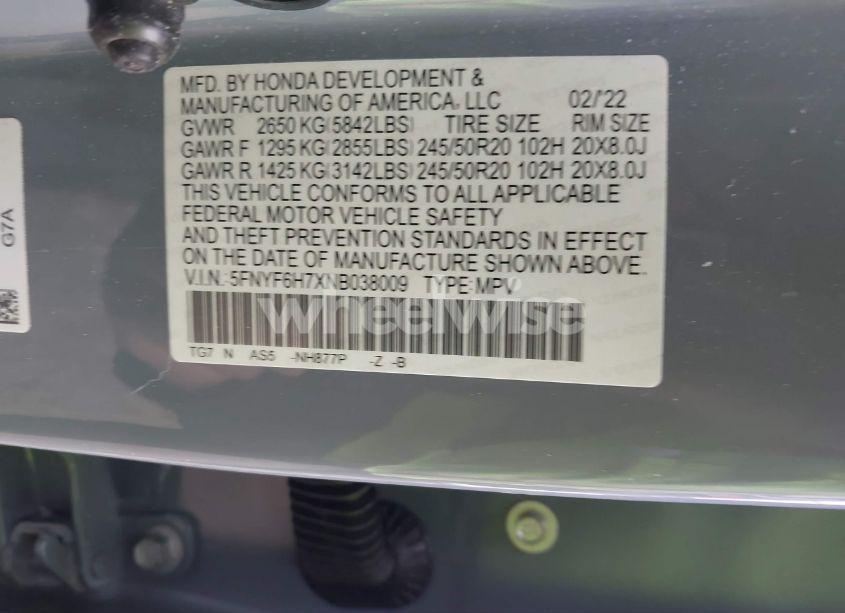 MFD. BY HONDA DEVELOPMENT &
MANUFACTURING OF AMERICA, LLC 02/'22
GVWR 2650 KG(5842LBS) TIRE SIZE RIM SIZE
GAWR F 1295 KG(2855LBS) 245/50R20 102H 20X8.0J
GAWR R 1425 KG(3142LBS) 245/50R20 102H 20X8.0J
THIS VEHICLE CONFORMS TO ALL APPLICABLE
FEDERAL MOTOR VEHICLE SAFETY
AND THEFT PREVENTION STANDARDS IN EFFECT
ON THE DATE OF MANUFACTURE SHOWN ABOVE.
V.I.N.:5FNYF6H7XNB038009 TYPE:MPV
wheelwise
TG7 N AS5 -NH877P -Z -B
G7A